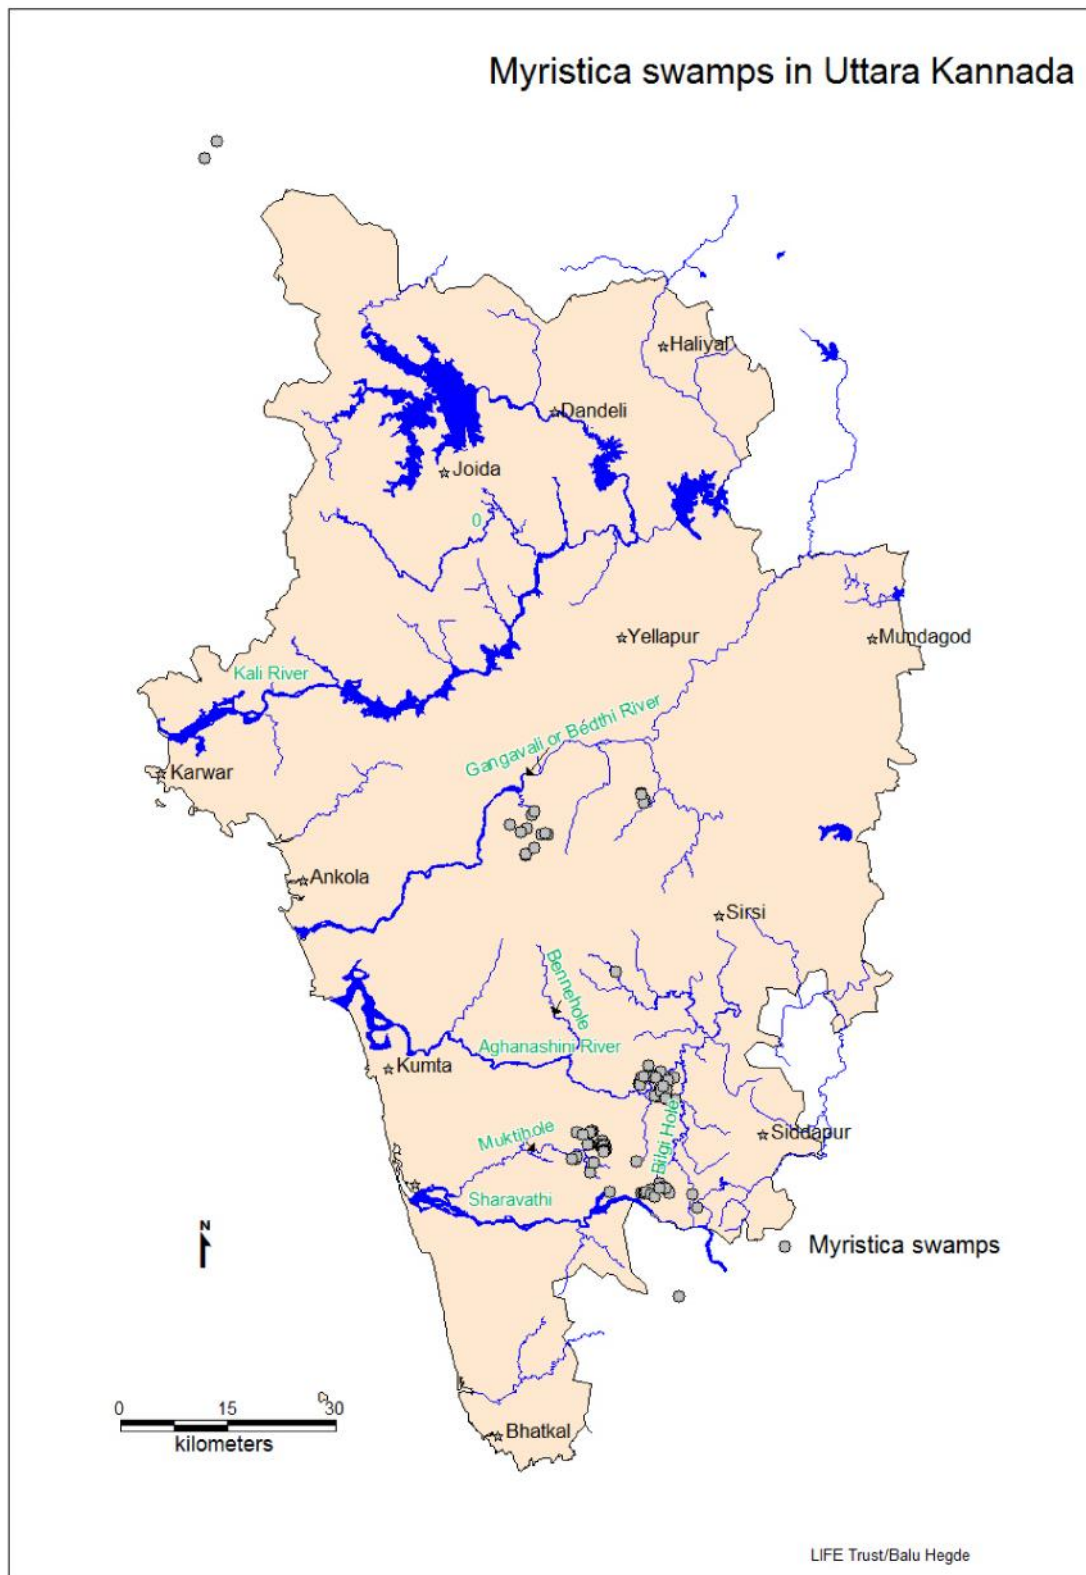 Myristica swamps in Uttara Kannada
Haliyal
Dandeli
Joida
0
Yellapur
Mundagod
Kali River
Gangavali or Bedthi River
Karwar
Ankola
Sirsi
Bennehole
Aghanashini River
Kumta
Muktihole
Bilgi Hole
Siddapur
Sharavathi
N
Myristica swamps
0 15 30
kilometers
Bhatkal
LIFE Trust/Balu Hegde